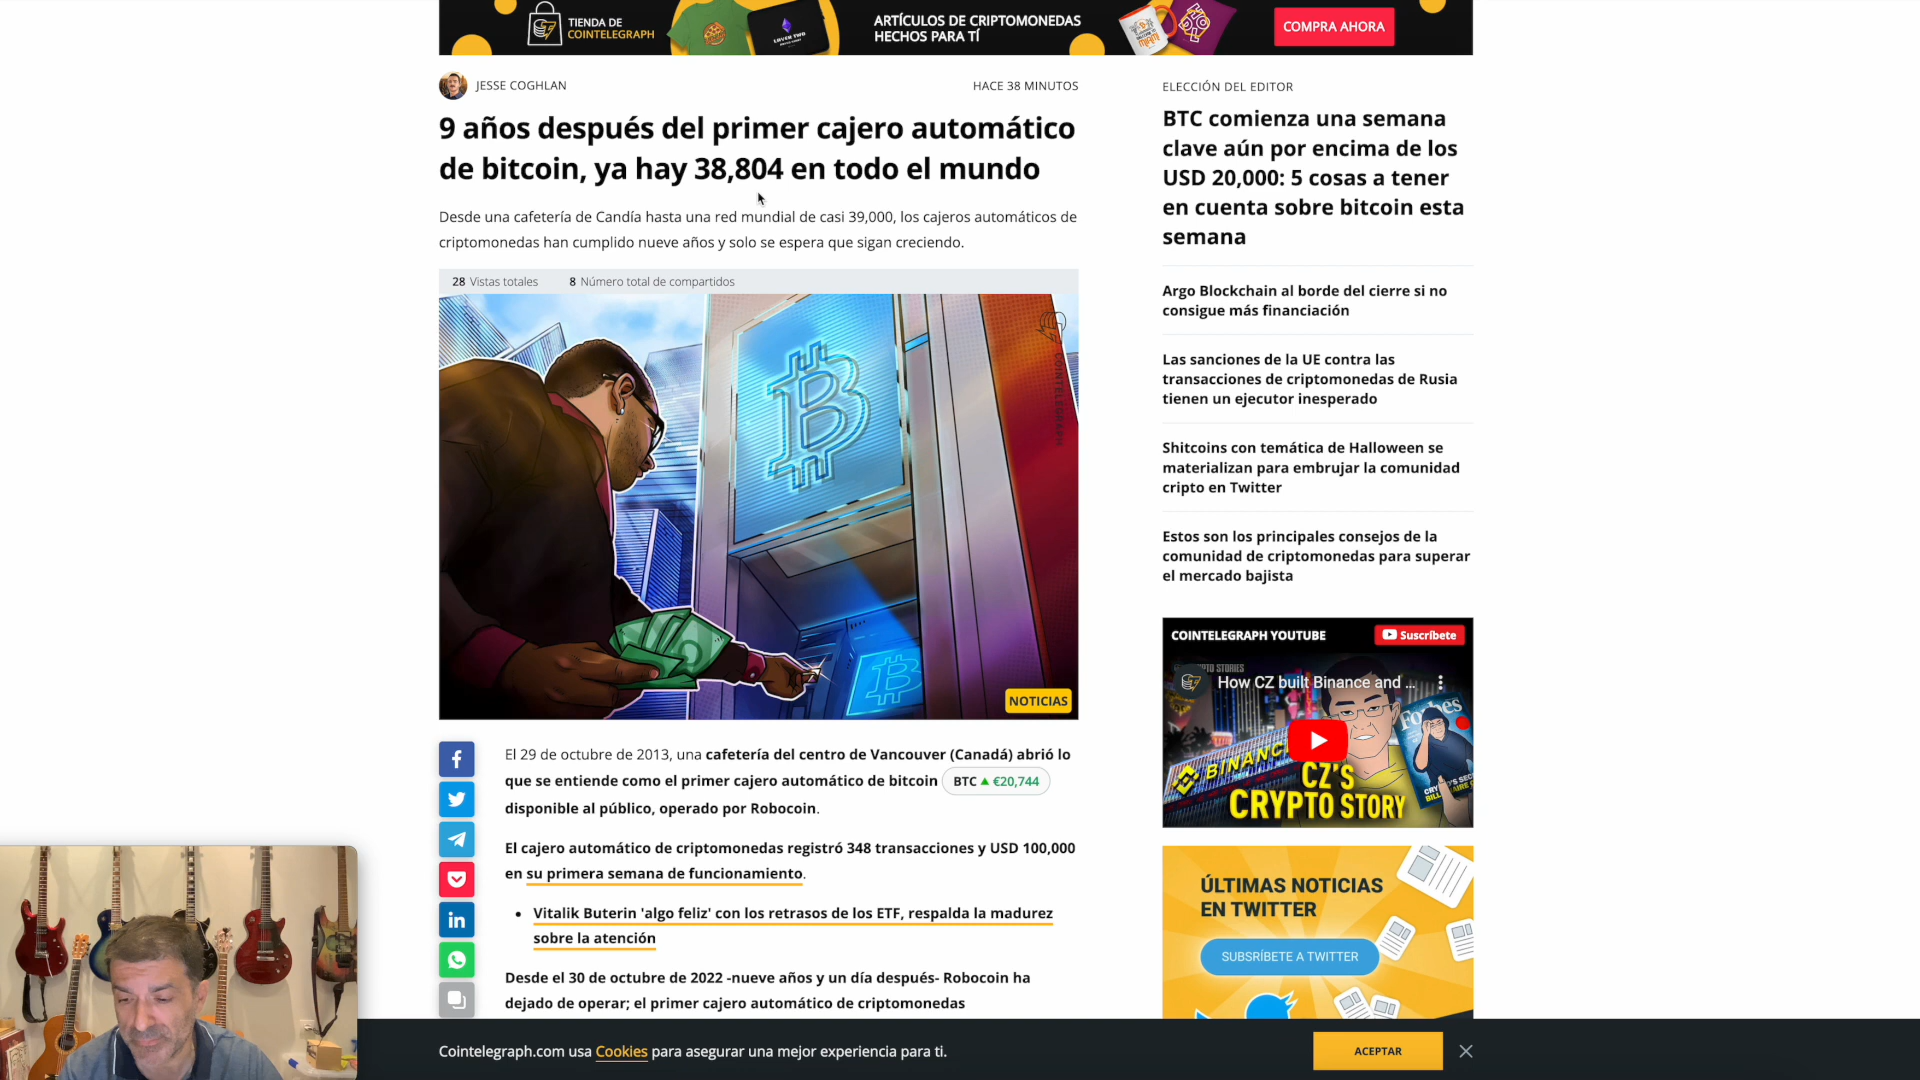 TIENDA DE
COINTELEGRAPH
ARTÍCULOS DE CRIPTOMONEDAS
HECHOS PARA TÍ
COMPRA AHORA
JESSE COGHLAN
HACE 38 MINUTOS
9 años después del primer cajero automático
de bitcoin, ya hay 38,804 en todo el mundo
Desde una cafetería de Candía hasta una red mundial de casi 39,000, los cajeros automáticos de
criptomonedas han cumplido nueve años y solo se espera que sigan creciendo.
28 Vistas totales
8 Número total de compartidos
COINTELEGRAPH
NOTICIAS
El 29 de octubre de 2013, una cafetería del centro de Vancouver (Canadá) abrió lo
que se entiende como el primer cajero automático de bitcoin BTC ▲ €20,744
disponible al público, operado por Robocoin.
El cajero automático de criptomonedas registró 348 transacciones y USD 100,000
en su primera semana de funcionamiento.
• Vitalik Buterin 'algo feliz' con los retrasos de los ETF, respalda la madurez
sobre la atención
Desde el 30 de octubre de 2022 -nueve años y un día después- Robocoin ha
dejado de operar; el primer cajero automático de criptomonedas
ELECCIÓN DEL EDITOR
BTC comienza una semana
clave aún por encima de los
USD 20,000: 5 cosas a tener
en cuenta sobre bitcoin esta
semana
Argo Blockchain al borde del cierre si no
consigue más financiación
Las sanciones de la UE contra las
transacciones de criptomonedas de Rusia
tienen un ejecutor inesperado
Shitcoins con temática de Halloween se
materializan para embrujar la comunidad
cripto en Twitter
Estos son los principales consejos de la
comunidad de criptomonedas para superar
el mercado bajista
COINTELEGRAPH YOUTUBE
Suscríbete
How CZ built Binance and ...
Forbes
BINANCE
CZ'S
CRYPTO STORY
ÚLTIMAS NOTICIAS
EN TWITTER
SUBSRÍBETE A TWITTER
Cointelegraph.com usa Cookies para asegurar una mejor experiencia para ti.
ACEPTAR